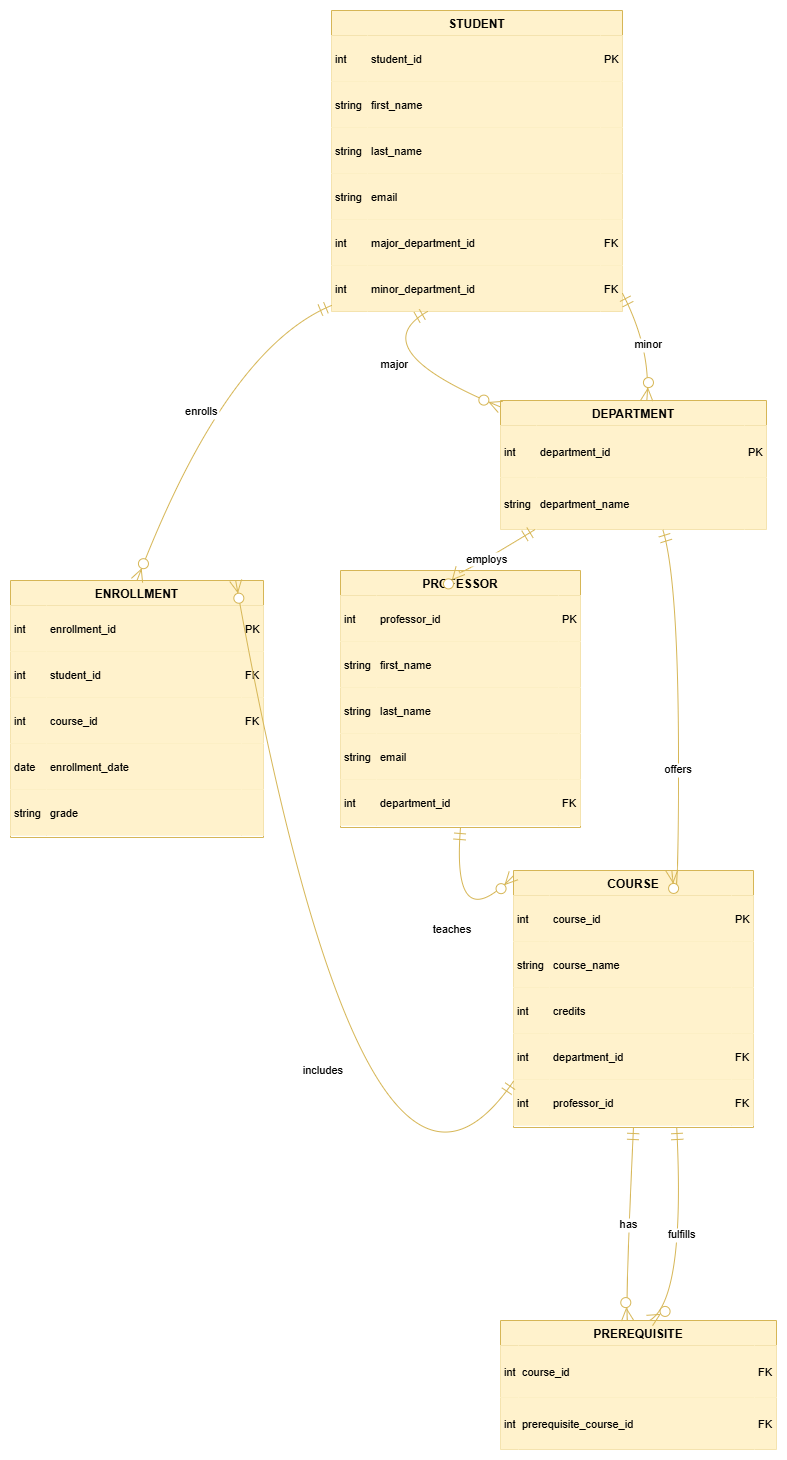 STUDENT
int student_id PK
string first_name
string last_name
string email
int major_department_id FK
int minor_department_id FK
minor
major
enrolls
DEPARTMENT
int department_id PK
string department_name
employs
ENROLLMENT
int enrollment_id PK
int student_id FK
int course_id FK
date enrollment_date
string grade
PROFESSOR
int professor_id PK
string first_name
string last_name
string email
int department_id FK
offers
teaches
COURSE
int course_id PK
string course_name
int credits
int department_id FK
int professor_id FK
includes
has
fulfills
PREREQUISITE
int course_id FK
int prerequisite_course_id FK